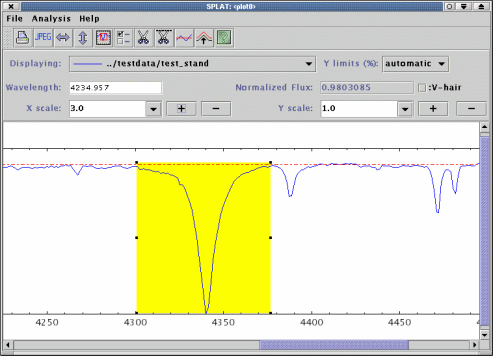 SPLAT: <plot0>
File Analysis Help
JPEG
Displaying: ../testdata/test_stand Y limits (%): automatic
Wavelength: 4234.957 Normalized Flux: 0.9803085 :V-hair
X scale: 3.0 + - Y scale: 1.0 + -
4250 4300 4350 4400 4450